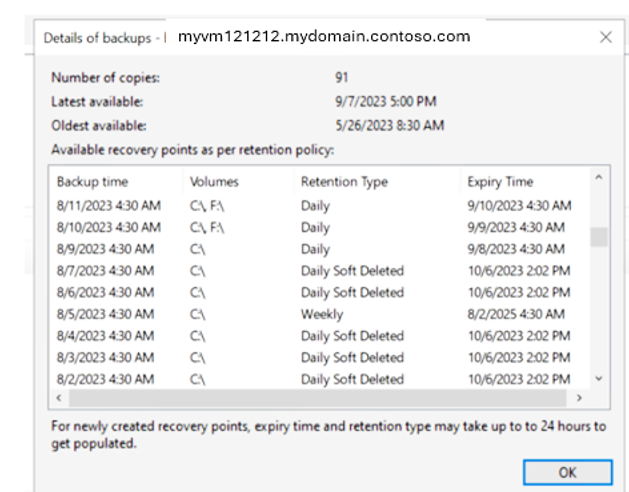 Details of backups - myvm121212.mydomain.contoso.com
Number of copies: 91
Latest available: 9/7/2023 5:00 PM
Oldest available: 5/26/2023 8:30 AM
Available recovery points as per retention policy:
Backup time Volumes Retention Type Expiry Time
8/11/2023 4:30 AM C:\, F:\ Daily 9/10/2023 4:30 AM
8/10/2023 4:30 AM C:\, F:\ Daily 9/9/2023 4:30 AM
8/9/2023 4:30 AM C:\ Daily 9/8/2023 4:30 AM
8/7/2023 4:30 AM C:\ Daily Soft Deleted 10/6/2023 2:02 PM
8/6/2023 4:30 AM C:\ Daily Soft Deleted 10/6/2023 2:02 PM
8/5/2023 4:30 AM C:\ Weekly 8/2/2025 4:30 AM
8/4/2023 4:30 AM C:\ Daily Soft Deleted 10/6/2023 2:02 PM
8/3/2023 4:30 AM C:\ Daily Soft Deleted 10/6/2023 2:02 PM
8/2/2023 4:30 AM C:\ Daily Soft Deleted 10/6/2023 2:02 PM
For newly created recovery points, expiry time and retention type may take up to to 24 hours to
get populated.
OK